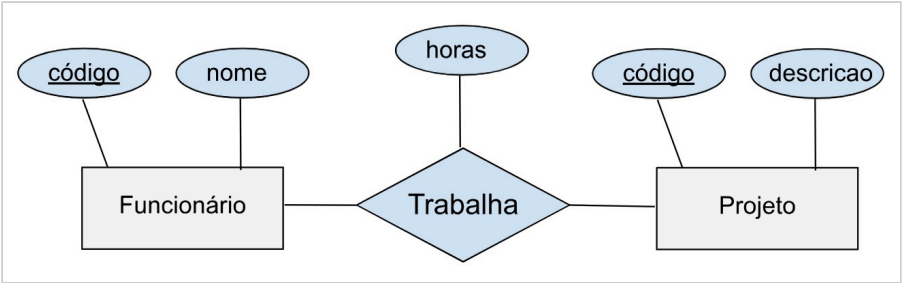 horas
código
nome
código
descricao
Funcionário
Trabalha
Projeto